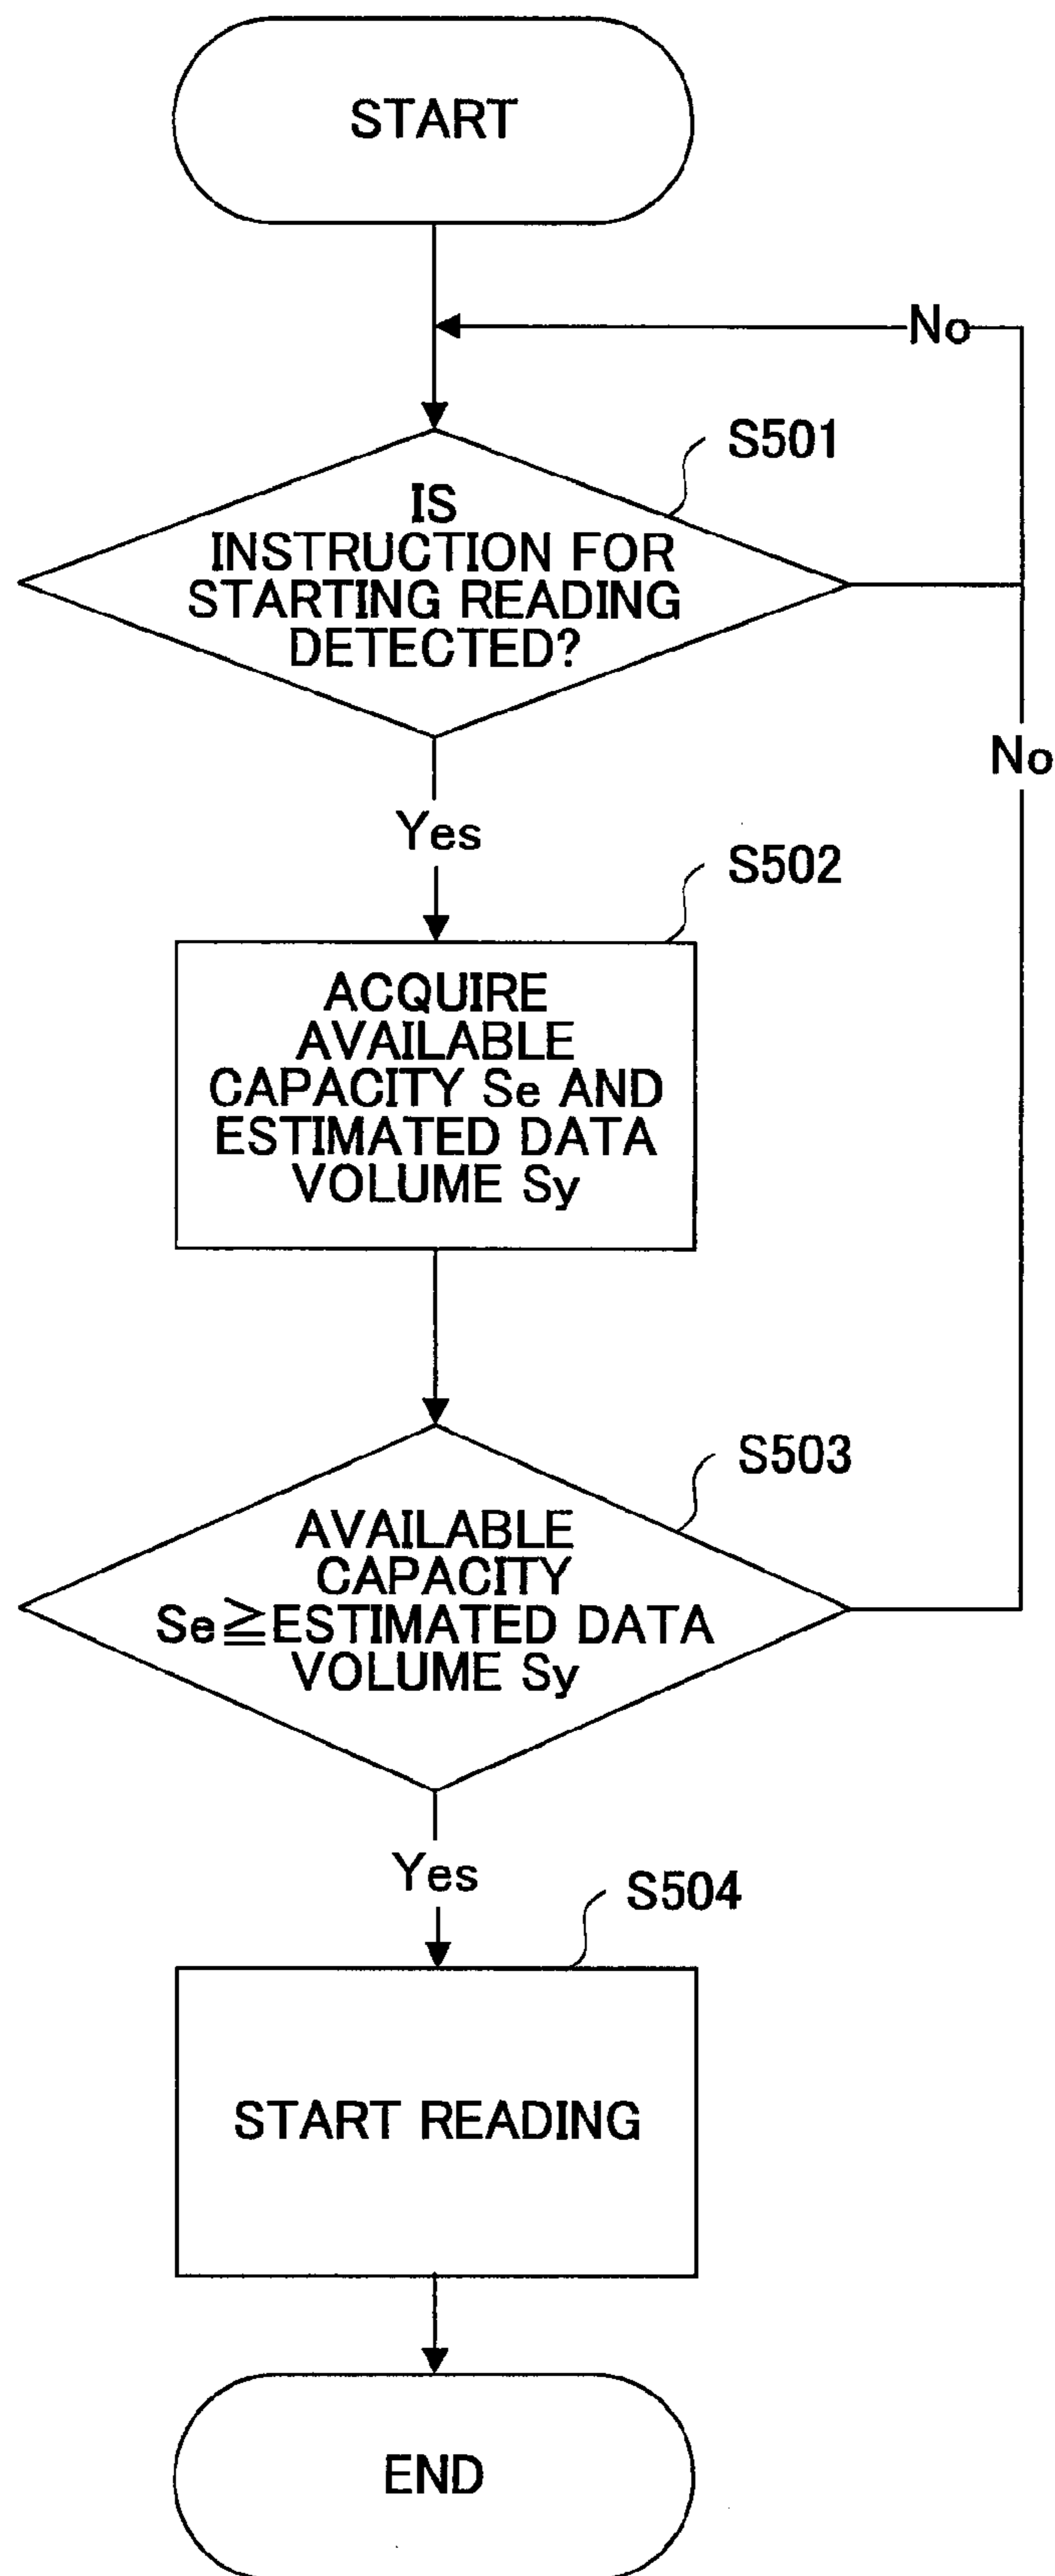 START
No
S501
IS
INSTRUCTION FOR
STARTING READING
DETECTED?
No
Yes
S502
ACQUIRE
AVAILABLE
CAPACITY Se AND
ESTIMATED DATA
VOLUME Sy
S503
AVAILABLE
CAPACITY
Se≧ESTIMATED DATA
VOLUME Sy
Yes
S504
START READING
END